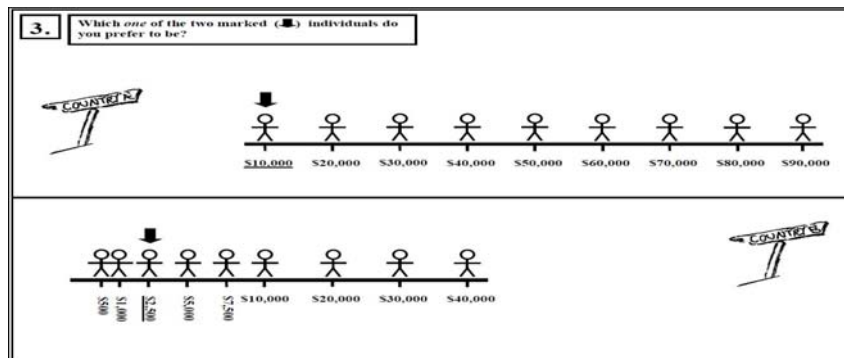 3.
Which one of the two marked ( ) individuals do
you prefer to be?
COUNTRY A
$10,000 $20,000 $30,000 $40,000 $50,000 $60,000 $70,000 $80,000 $90,000
COUNTRY B
$500 $1,000 $2,500 $5,000 $7,500 $10,000 $20,000 $30,000 $40,000